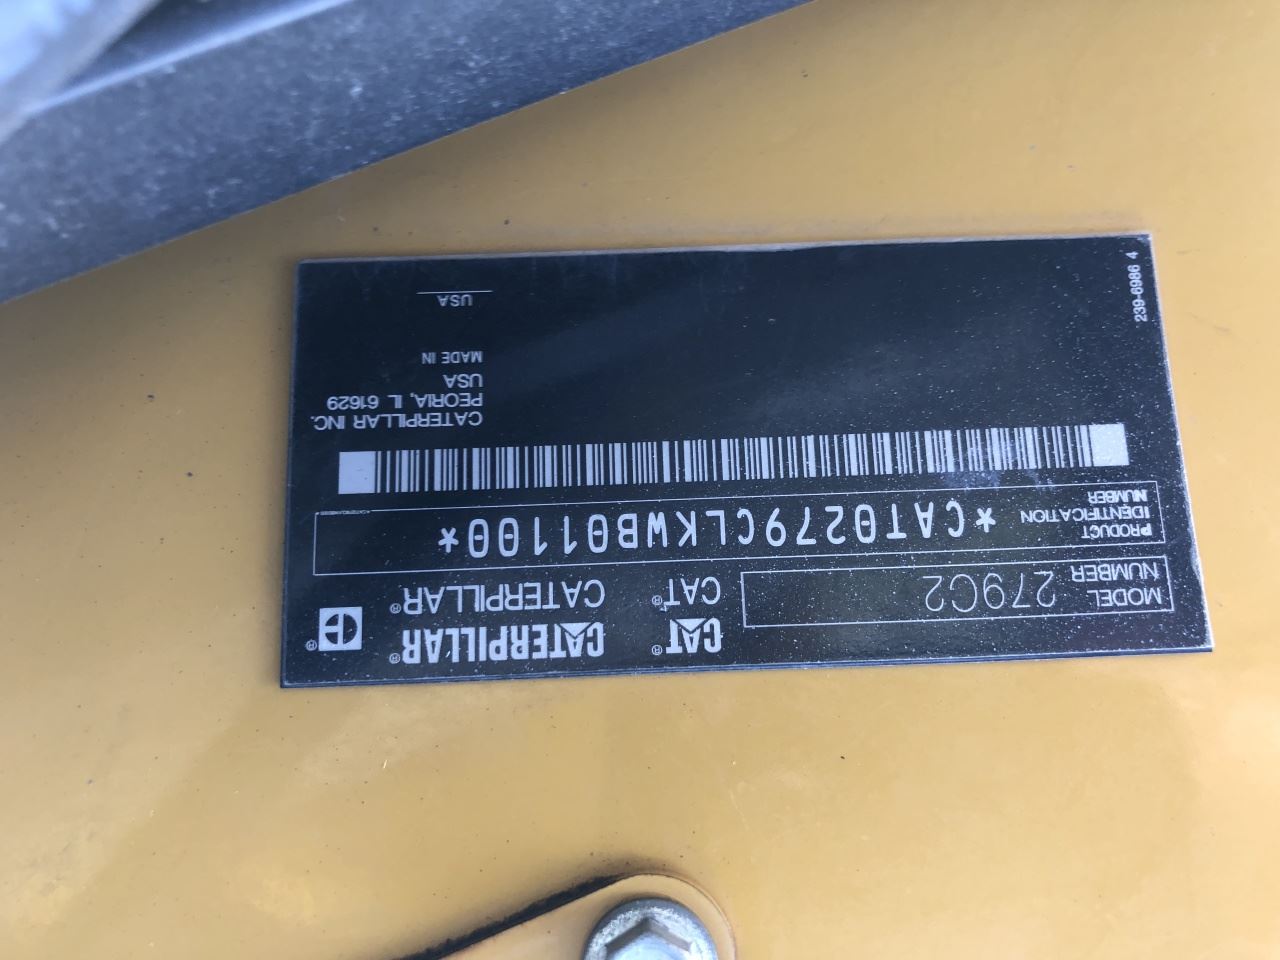 CAT® CATERPILLAR®
MODEL NUMBER 279C2
CAT® CATERPILLAR®
PRODUCT IDENTIFICATION NUMBER *CAT0279CLKWB01100*
CATERPILLAR INC.
PEORIA, IL 61629
USA
MADE IN
USA
239-6986 4